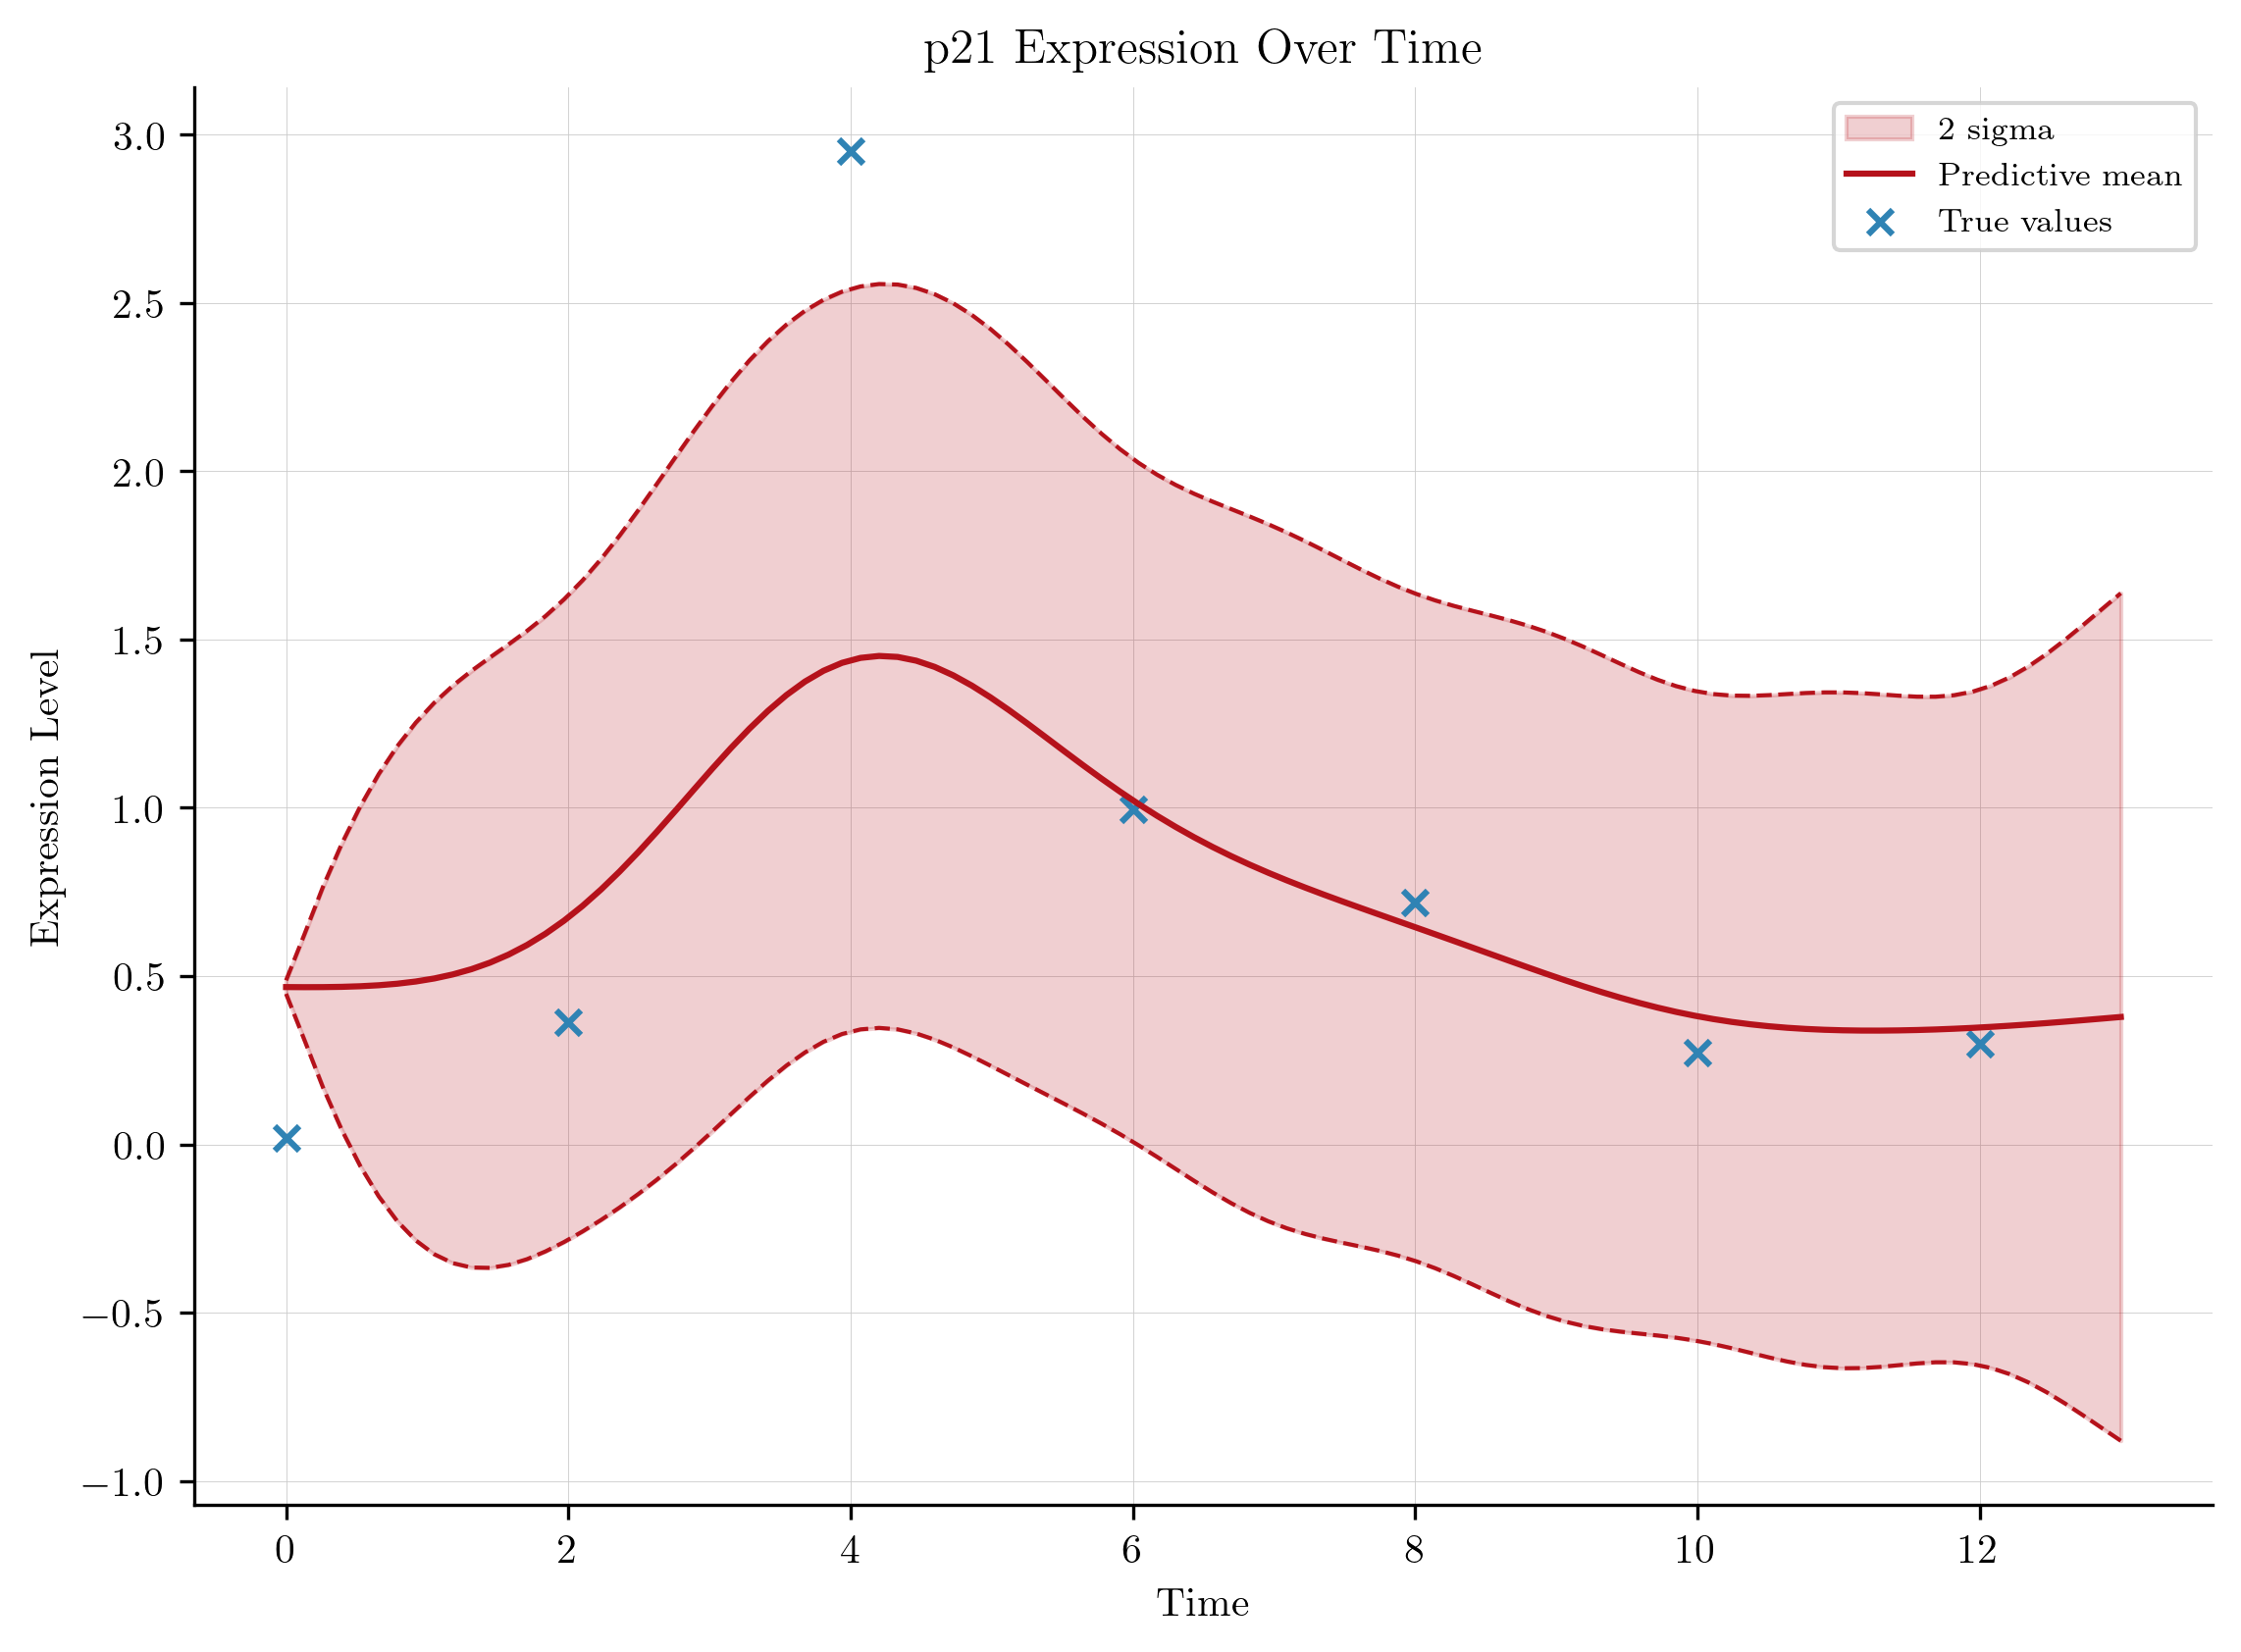 p21 Expression Over Time
2 sigma
Predictive mean
True values
3.0
2.5
2.0
1.5
1.0
0.5
0.0
−0.5
−1.0
Expression Level
0 2 4 6 8 10 12
Time